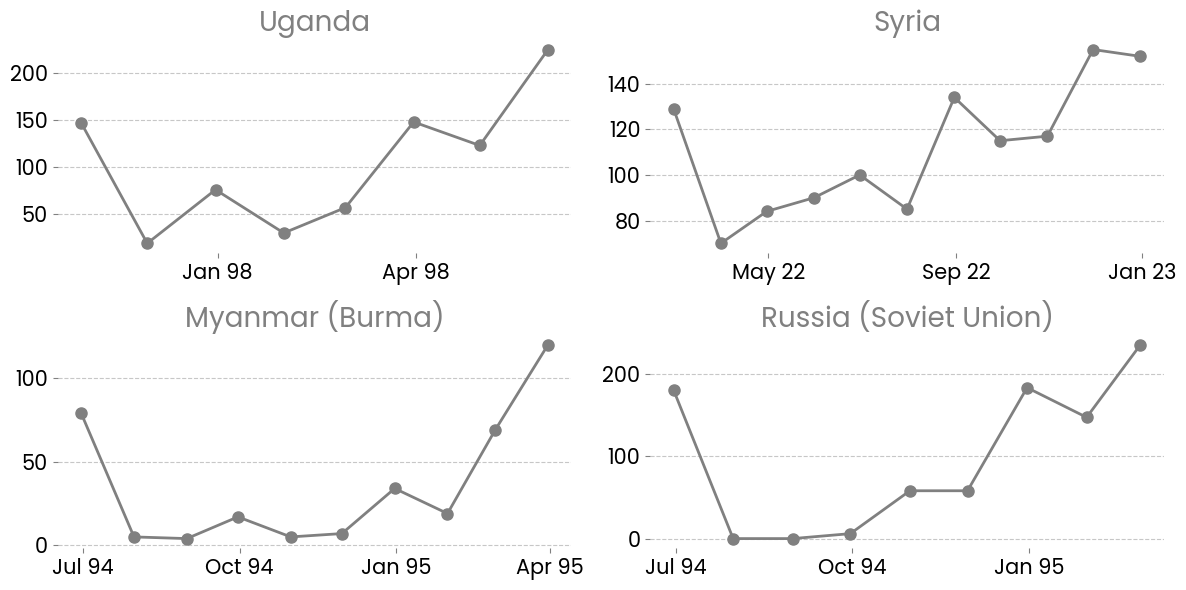 Uganda
200
150
100
50
Jan 98
Apr 98
Syria
140
120
100
80
May 22
Sep 22
Jan 23
Myanmar (Burma)
100
50
0
Jul 94
Oct 94
Jan 95
Apr 95
Russia (Soviet Union)
200
100
0
Jul 94
Oct 94
Jan 95